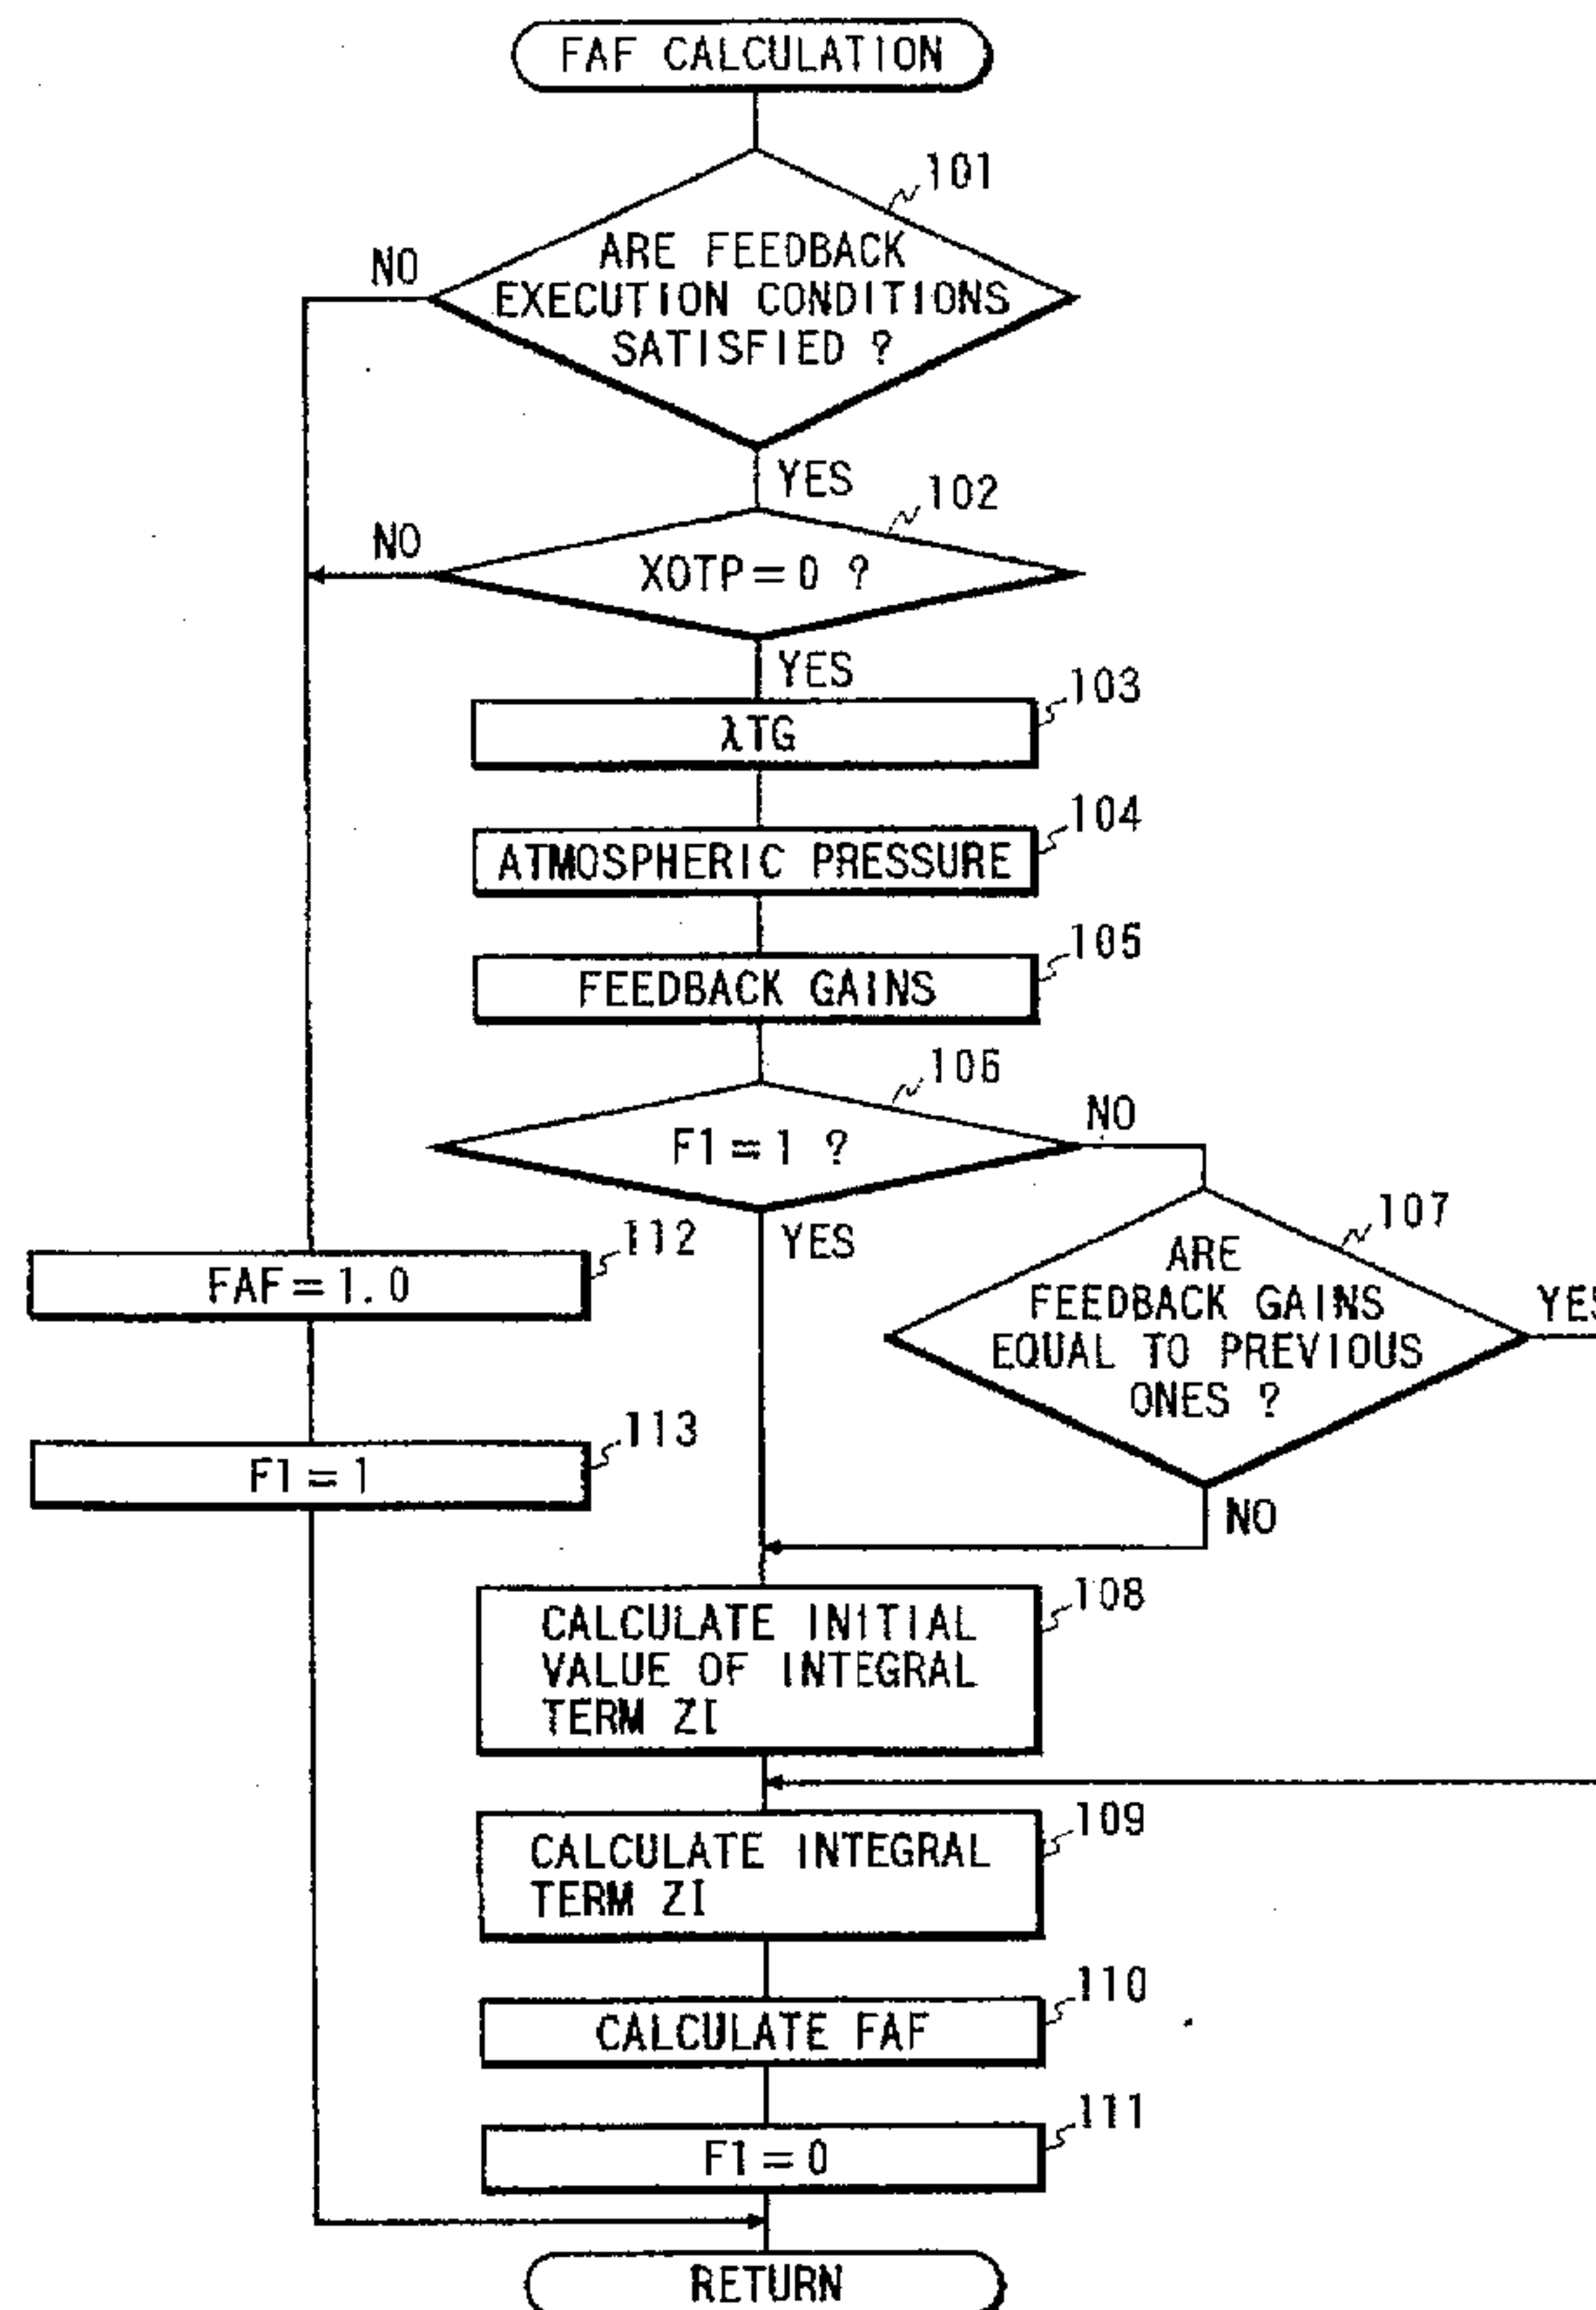 FAF CALCULATION
101
ARE FEEDBACK
EXECUTION CONDITIONS
SATISFIED ?
NO
YES
102
XOTP=0 ?
NO
YES
103
λTG
104
ATMOSPHERIC PRESSURE
105
FEEDBACK GAINS
106
F1=1 ?
NO
YES
107
ARE
FEEDBACK GAINS
EQUAL TO PREVIOUS
ONES ?
YES
NO
112
FAF=1.0
113
F1=1
108
CALCULATE INITIAL
VALUE OF INTEGRAL
TERM ZI
109
CALCULATE INTEGRAL
TERM ZI
110
CALCULATE FAF
111
F1=0
RETURN